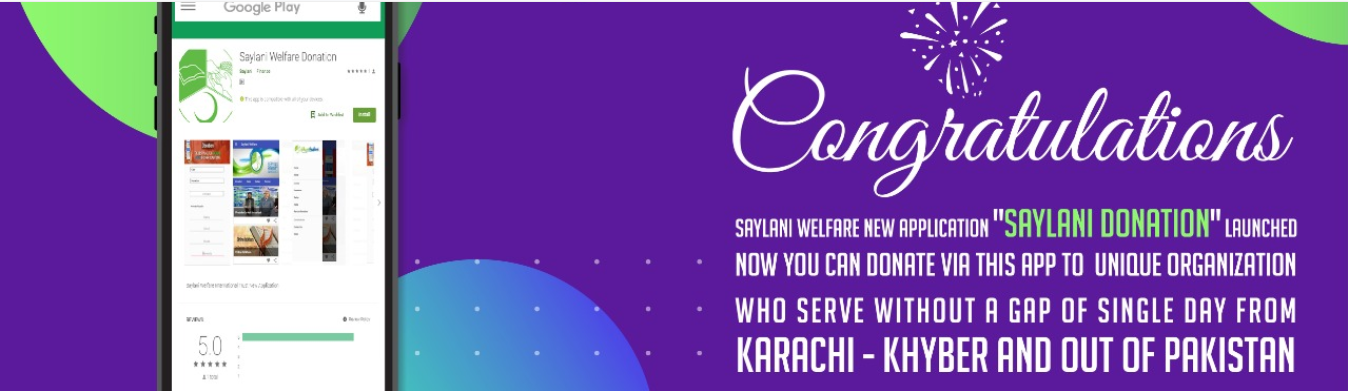 Google Play
Saylani Welfare Donation
Install
REVIEWS
5.0
Congratulations
SAYLANI WELFARE NEW APPLICATION "SAYLANI DONATION" LAUNCHED
NOW YOU CAN DONATE VIA THIS APP TO UNIQUE ORGANIZATION
WHO SERVE WITHOUT A GAP OF SINGLE DAY FROM
KARACHI - KHYBER AND OUT OF PAKISTAN